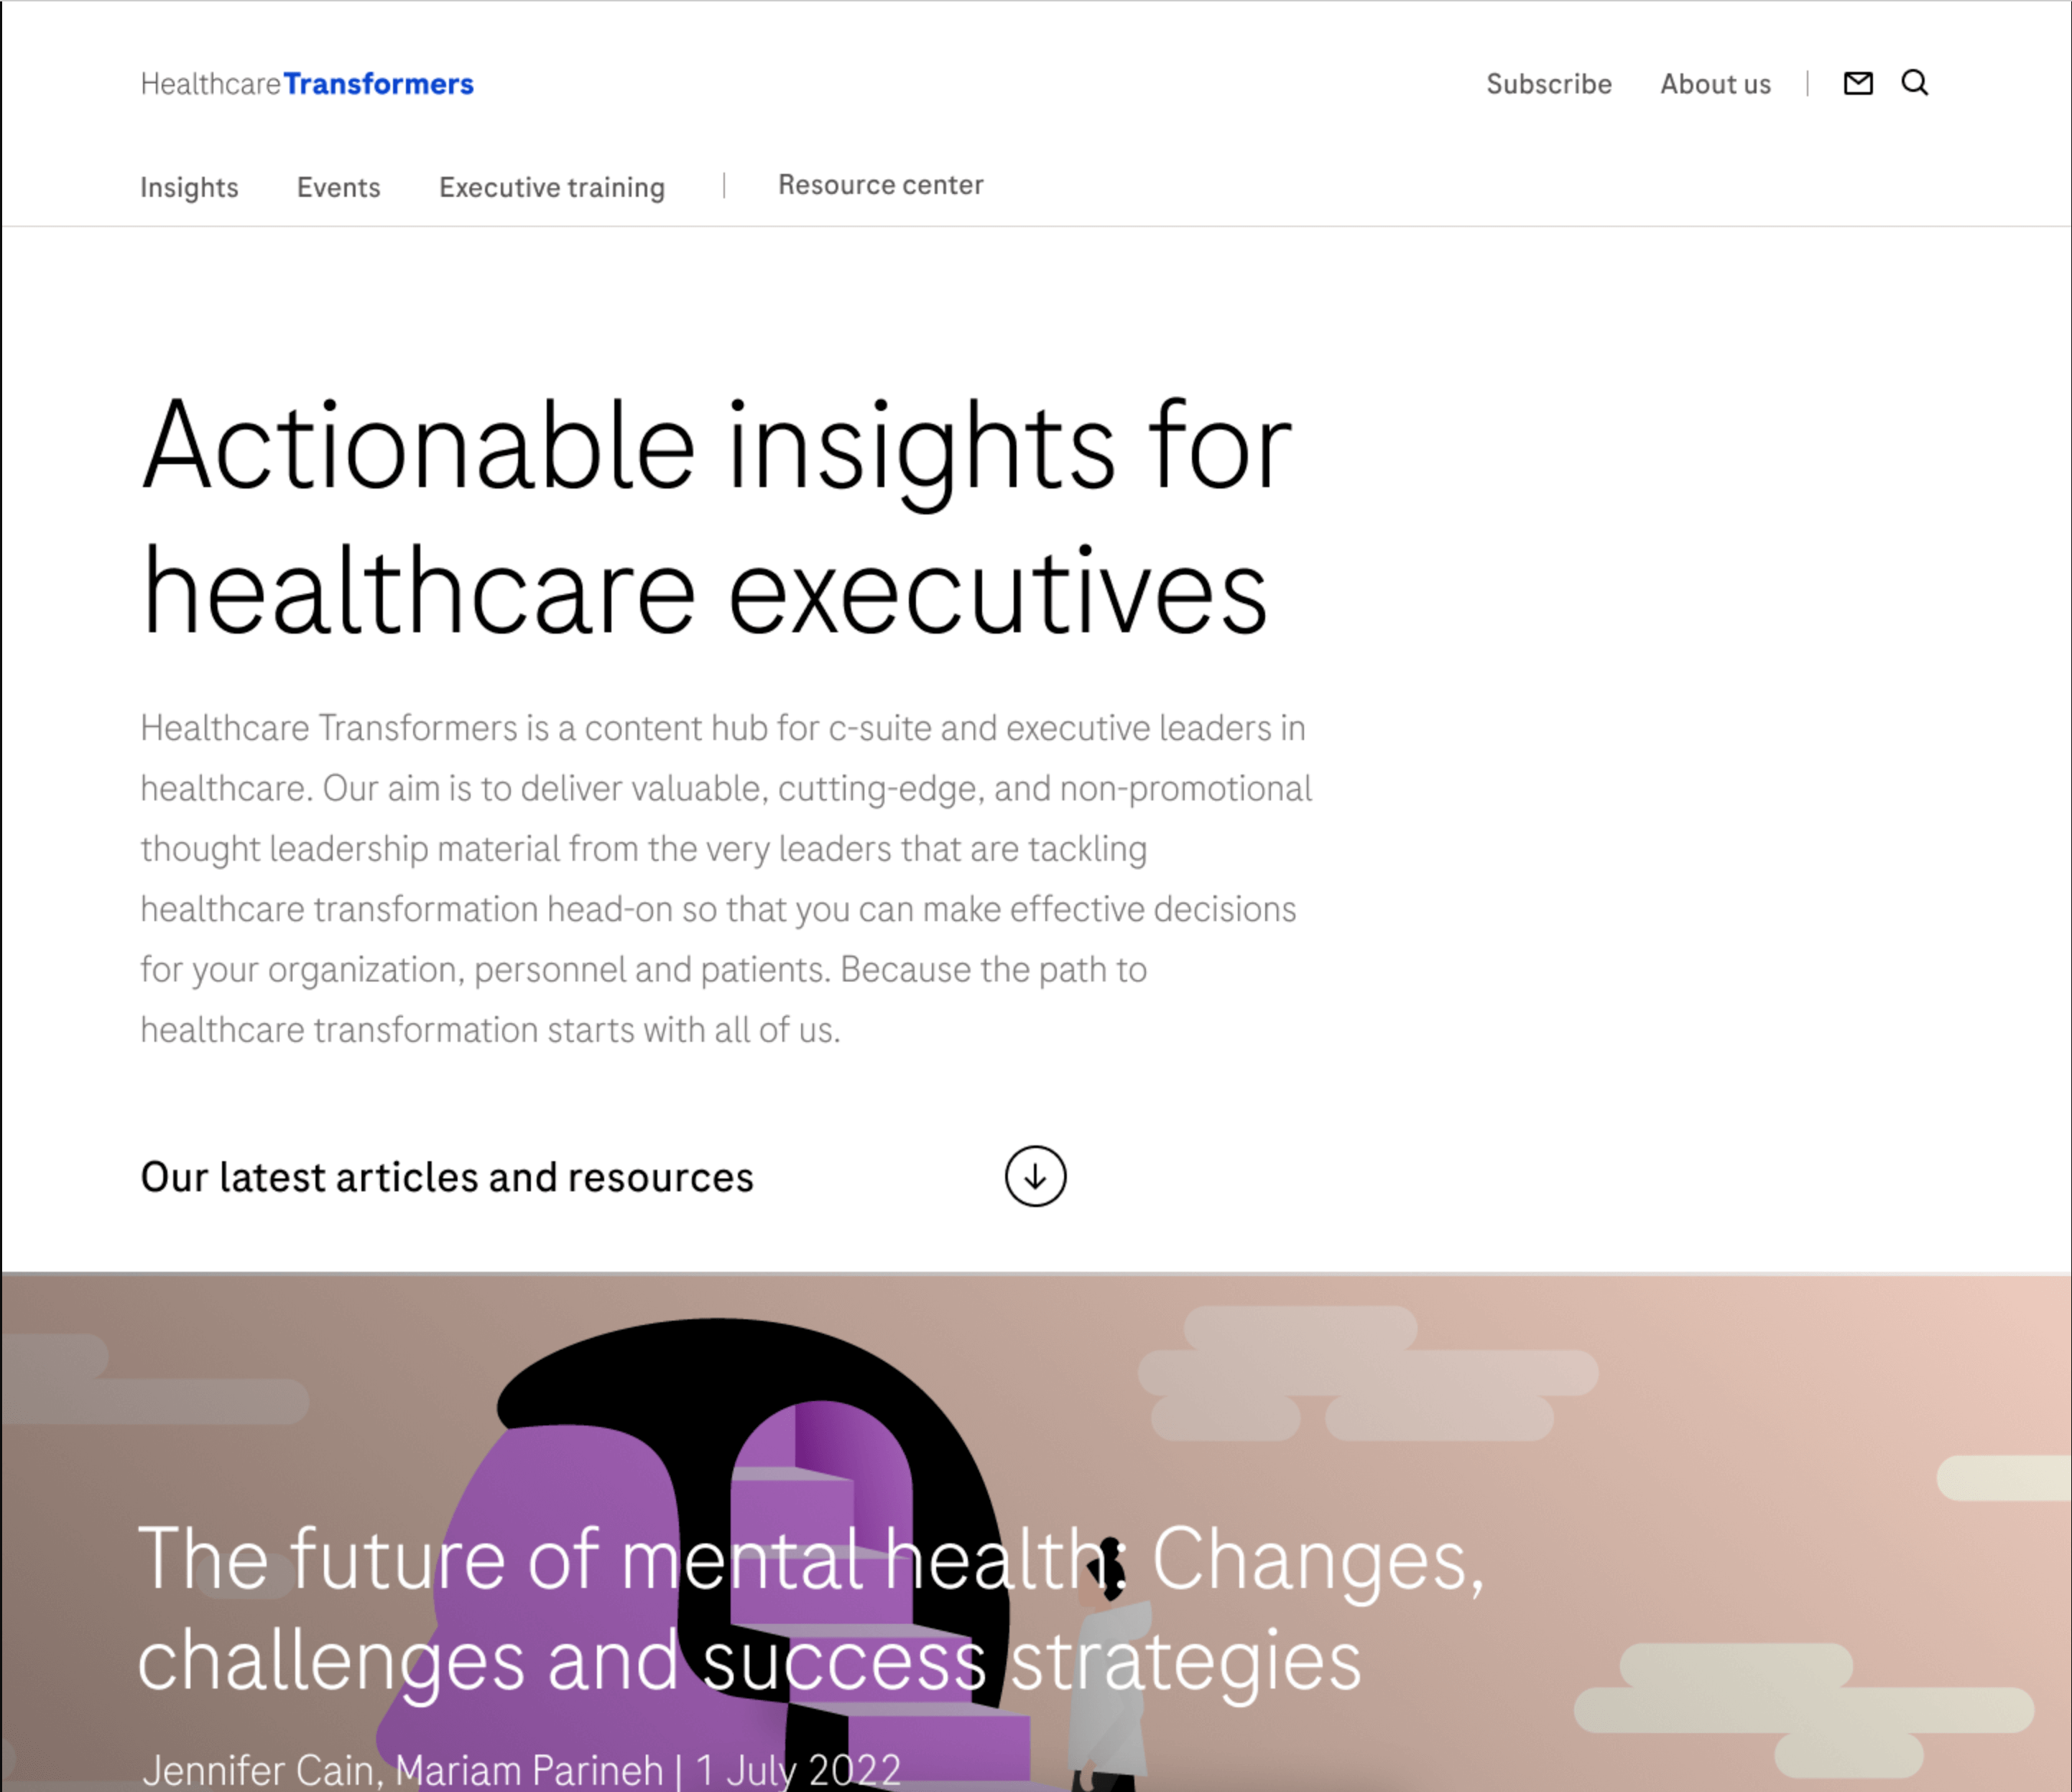 HealthcareTransformers
Subscribe About us
Insights Events Executive training | Resource center
Actionable insights for
healthcare executives
Healthcare Transformers is a content hub for c-suite and executive leaders in
healthcare. Our aim is to deliver valuable, cutting-edge, and non-promotional
thought leadership material from the very leaders that are tackling
healthcare transformation head-on so that you can make effective decisions
for your organization, personnel and patients. Because the path to
healthcare transformation starts with all of us.
Our latest articles and resources
The future of mental health: Changes,
challenges and success strategies
Jennifer Cain, Mariam Parineh | 1 July 2022